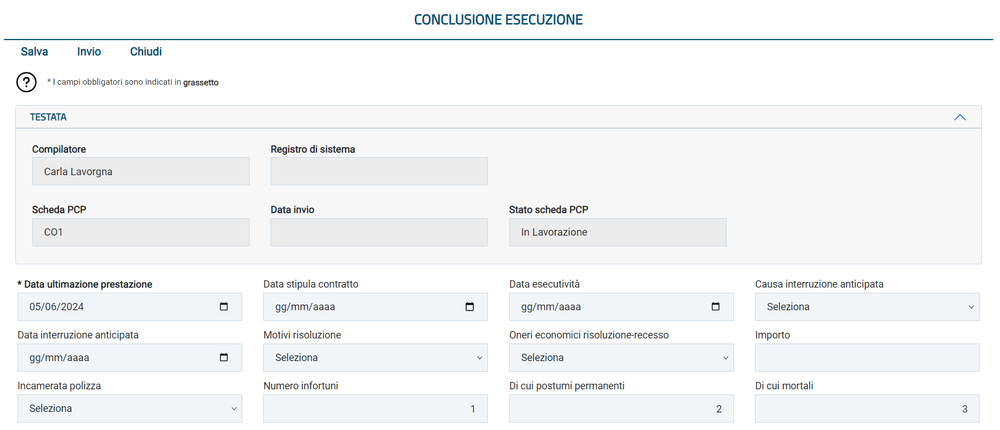 CONCLUSIONE ESECUZIONE
Salva Invio Chiudi
? * I campi obbligatori sono indicati in grassetto
TESTATA
Compilatore Registro di sistema
Carla Lavorgna
Scheda PCP Data invio Stato scheda PCP
CO1 In Lavorazione
* Data ultimazione prestazione Data stipula contratto Data esecutività Causa interruzione anticipata
05/06/2024 gg/mm/aaaa gg/mm/aaaa Seleziona
Data interruzione anticipata Motivi risoluzione Oneri economici risoluzione-recesso Importo
gg/mm/aaaa Seleziona Seleziona
Incamerata polizza Numero infortuni Di cui postumi permanenti Di cui mortali
Seleziona 1 2 3